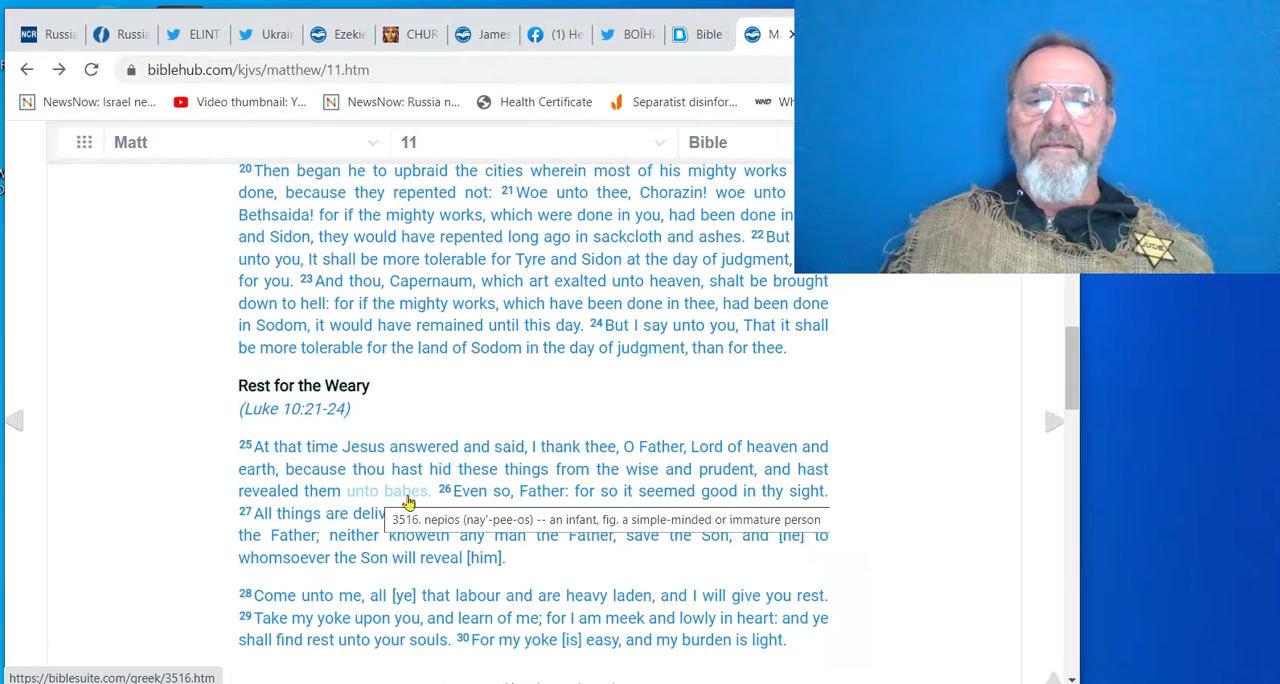 NCR Russia
Russia
ELINT
Ukrai
Ezekie
CHUR
James
(1) He
BOÏHI
Bible
M
biblehub.com/kjvs/matthew/11.htm
NewsNow: Israel ne...
Video thumbnail: Y...
NewsNow: Russia n...
Health Certificate
Separatist disinfor...
WND Wh
Matt
11
Bible
20Then began he to upbraid the cities wherein most of his mighty works
done, because they repented not: 21Woe unto thee, Chorazin! woe unto
Bethsaida! for if the mighty works, which were done in you, had been done in
and Sidon, they would have repented long ago in sackcloth and ashes. 22But
unto you, It shall be more tolerable for Tyre and Sidon at the day of judgment,
for you. 23And thou, Capernaum, which art exalted unto heaven, shalt be brought
down to hell: for if the mighty works, which have been done in thee, had been done
in Sodom, it would have remained until this day. 24But I say unto you, That it shall
be more tolerable for the land of Sodom in the day of judgment, than for thee.
Rest for the Weary
(Luke 10:21-24)
25At that time Jesus answered and said, I thank thee, O Father, Lord of heaven and
earth, because thou hast hid these things from the wise and prudent, and hast
revealed them unto babes. 26Even so, Father: for so it seemed good in thy sight.
27All things are deliv
3516. nepios (nay'-pee-os) -- an infant, fig. a simple-minded or immature person
the Father; neither knoweth any man the Father, save the Son, and [he] to
whomsoever the Son will reveal [him].
28Come unto me, all [ye] that labour and are heavy laden, and I will give you rest.
29Take my yoke upon you, and learn of me; for I am meek and lowly in heart: and ye
shall find rest unto your souls. 30For my yoke [is] easy, and my burden is light.
https://biblesuite.com/greek/3516.htm